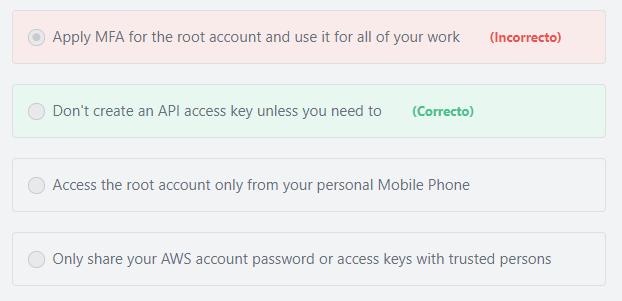 Apply MFA for the root account and use it for all of your work (Incorrecto)
Don't create an API access key unless you need to (Correcto)
Access the root account only from your personal Mobile Phone
Only share your AWS account password or access keys with trusted persons